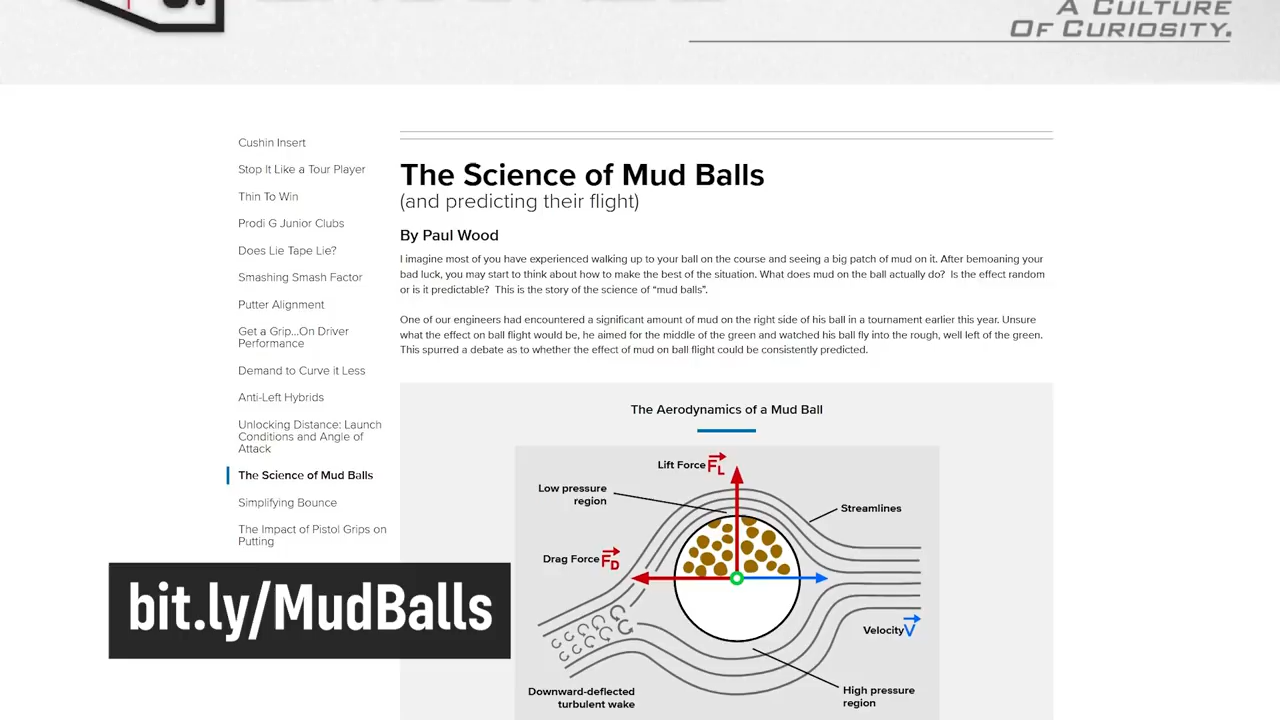 A CULTURE
OF CURIOSITY.
Cushin Insert
Stop It Like a Tour Player
Thin To Win
Prodi G Junior Clubs
Does Lie Tape Lie?
Smashing Smash Factor
Putter Alignment
Get a Grip...On Driver
Performance
Demand to Curve it Less
Anti-Left Hybrids
Unlocking Distance: Launch
Conditions and Angle of
Attack
The Science of Mud Balls
Simplifying Bounce
The Impact of Pistol Grips on
Putting
The Science of Mud Balls
(and predicting their flight)
By Paul Wood
I imagine most of you have experienced walking up to your ball on the course and seeing a big patch of mud on it. After bemoaning your
bad luck, you may start to think about how to make the best of the situation. What does mud on the ball actually do? Is the effect random
or is it predictable? This is the story of the science of “mud balls”.
One of our engineers had encountered a significant amount of mud on the right side of his ball in a tournament earlier this year. Unsure
what the effect on ball flight would be, he aimed for the middle of the green and watched his ball fly into the rough, well left of the green.
This spurred a debate as to whether the effect of mud on ball flight could be consistently predicted.
The Aerodynamics of a Mud Ball
Lift Force FL
Low pressure
region
Streamlines
Drag Force FD
Velocity V
Downward-deflected
turbulent wake
High pressure
region
bit.ly/MudBalls